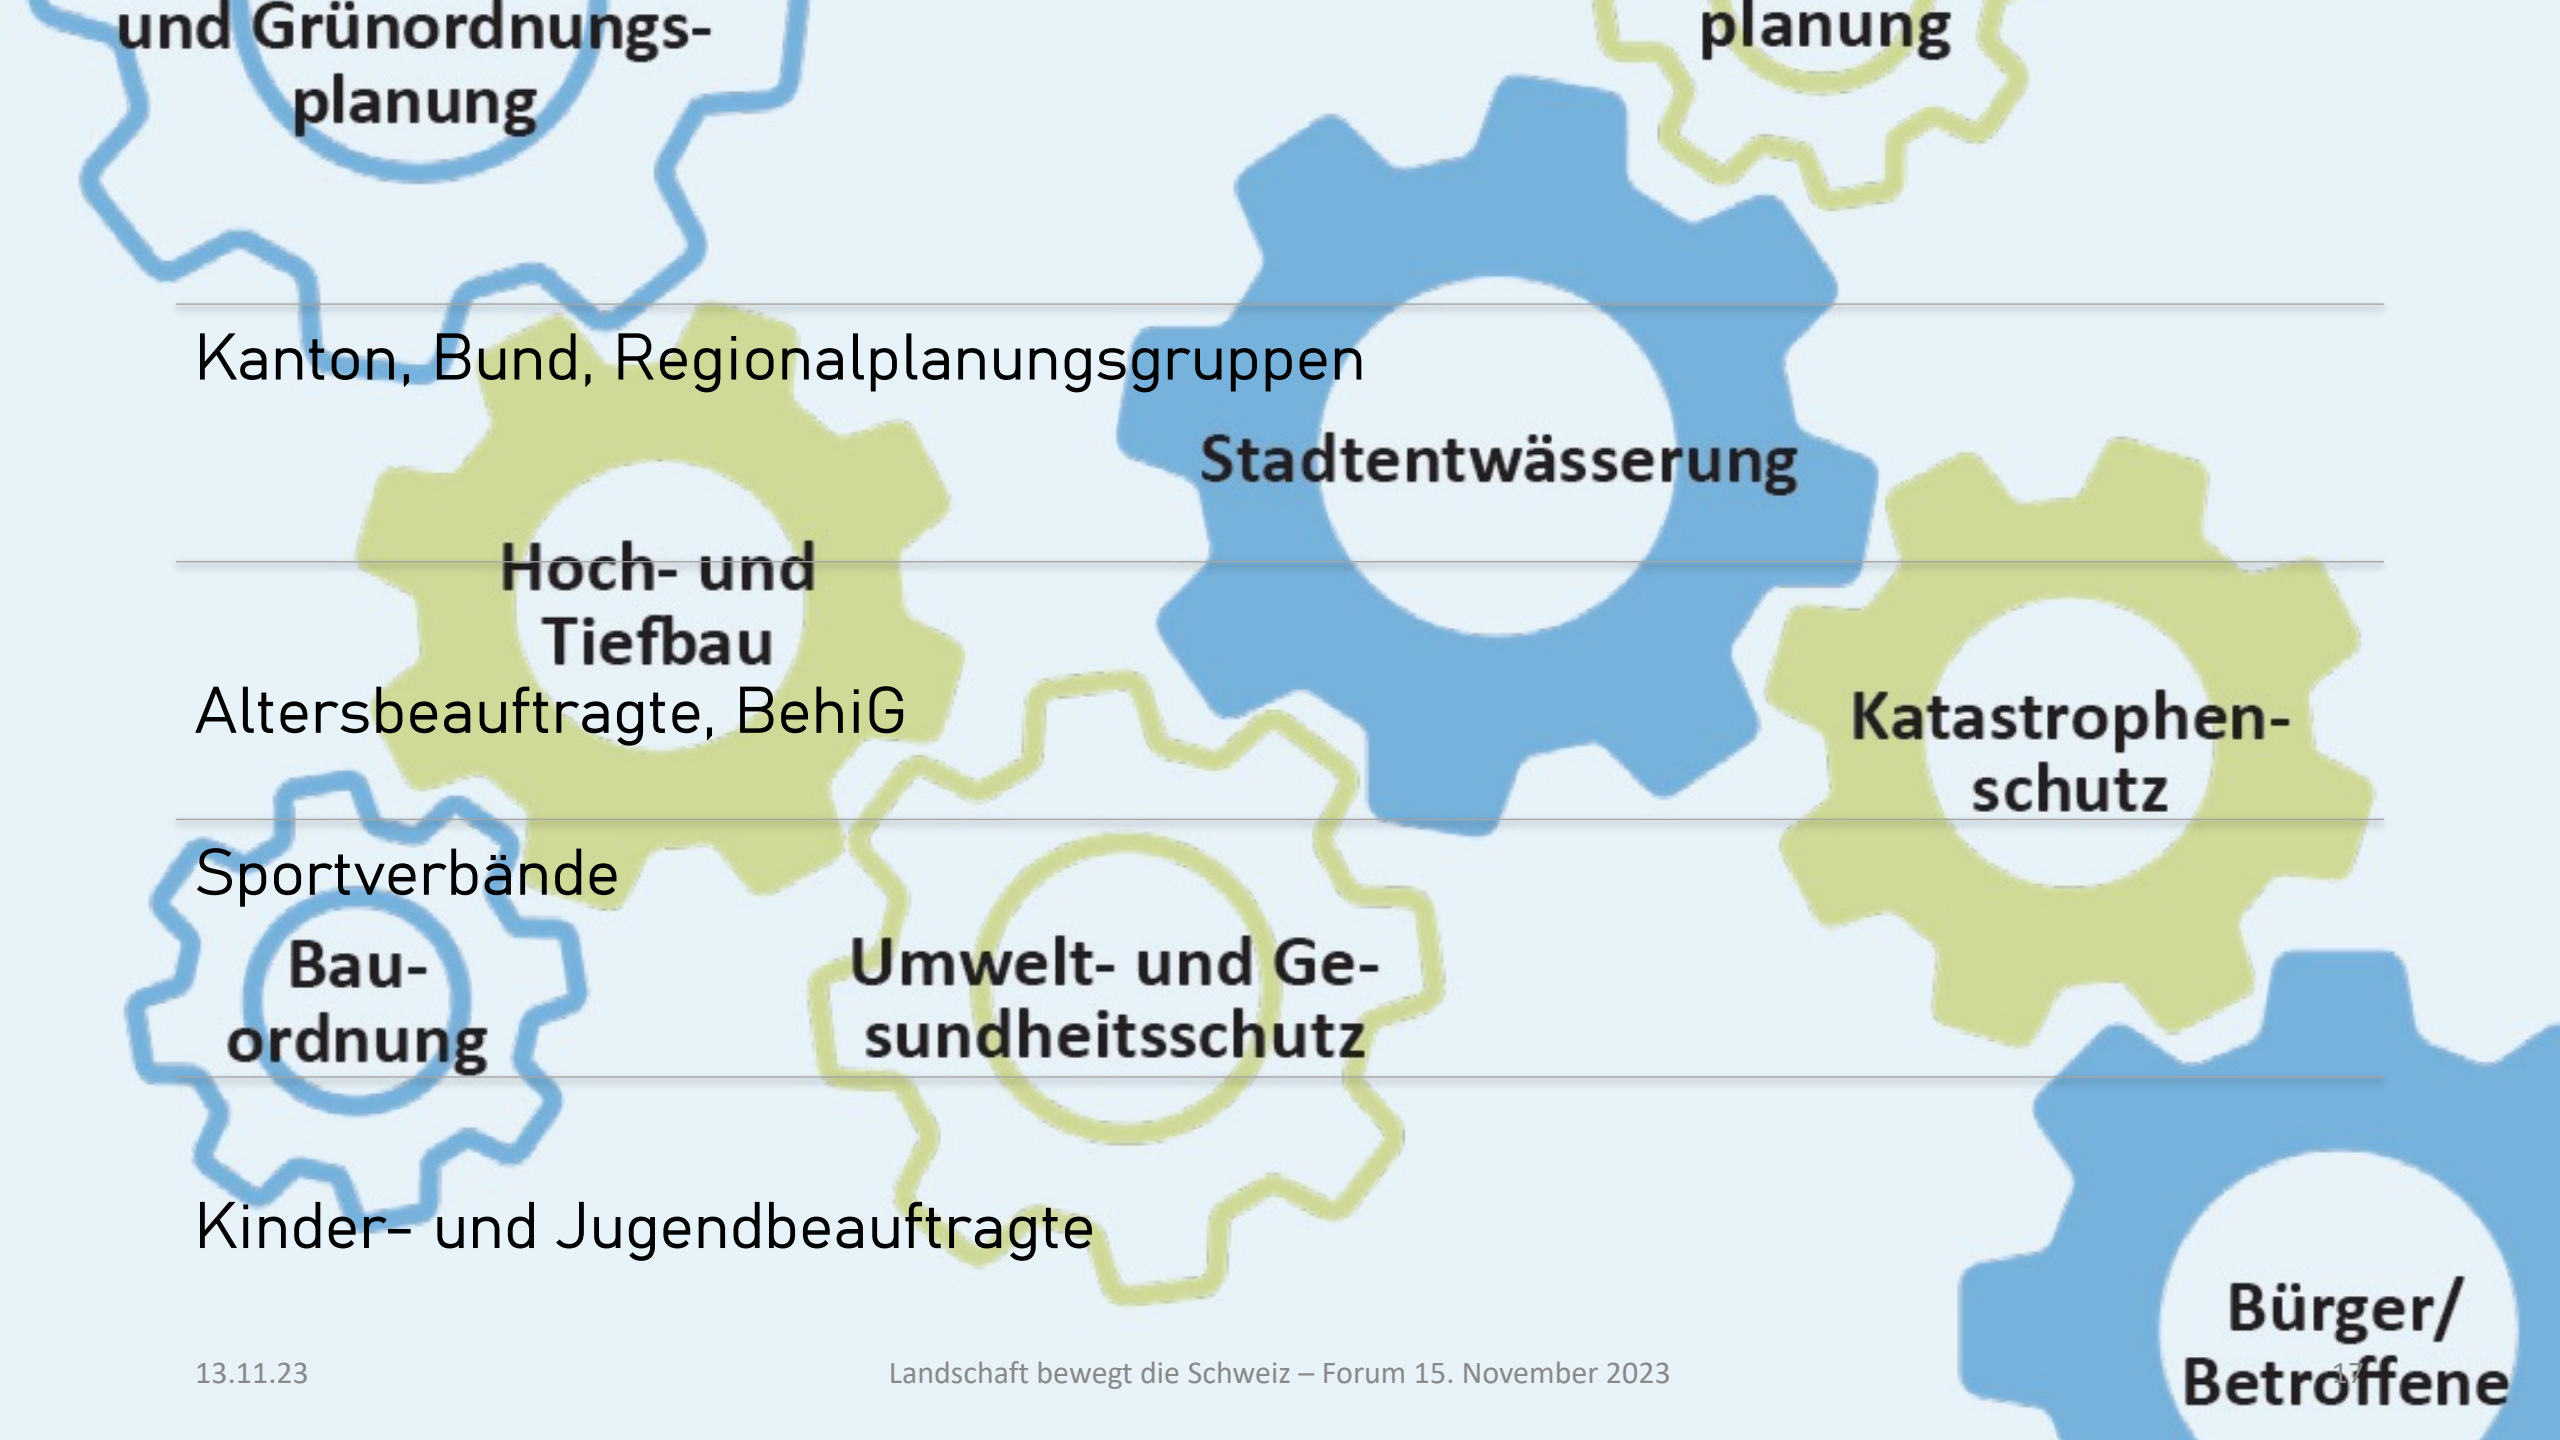 und Grünordnungs-
planung
planung
Kanton, Bund, Regionalplanungsgruppen
Stadtentwässerung
Hoch- und
Tiefbau
Altersbeauftragte, BehiG
Katastrophen-
schutz
Sportverbände
Bau-
ordnung
Umwelt- und Ge-
sundheitsschutz
Kinder- und Jugendbeauftragte
Bürger/
Betroffene
13.11.23
Landschaft bewegt die Schweiz – Forum 15. November 2023
17